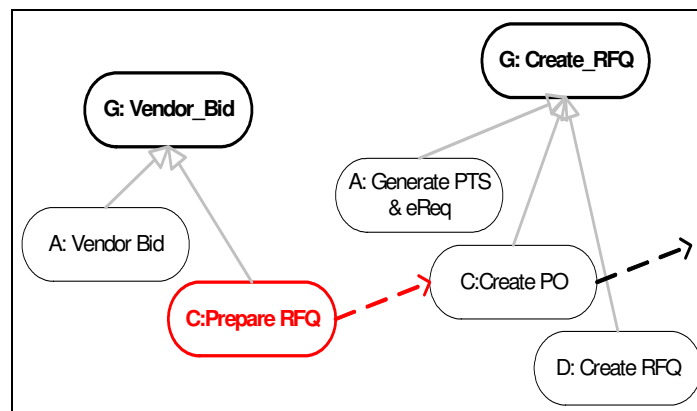 G: Create_RFQ
G: Vendor_Bid
A: Generate PTS
& eReq
A: Vendor Bid
C:Create PO
C:Prepare RFQ
D: Create RFQ